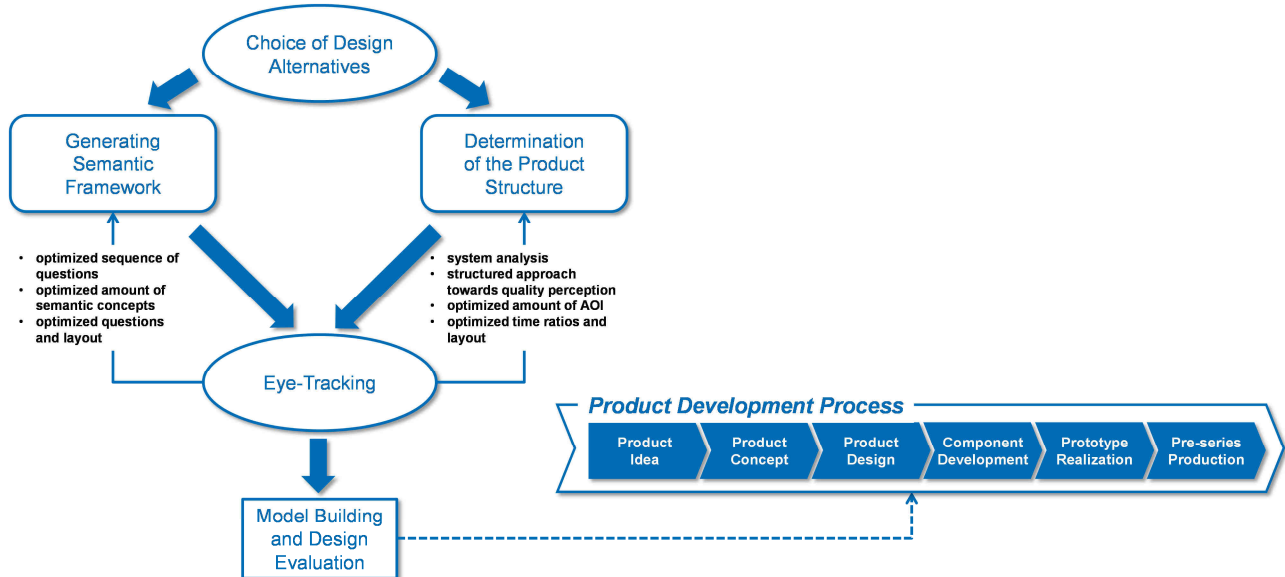 Choice of Design
Alternatives
Generating
Semantic
Framework
Determination
of the Product
Structure
• optimized sequence of
questions
• optimized amount of
semantic concepts
• optimized questions
and layout
• system analysis
• structured approach
towards quality perception
• optimized amount of AOI
• optimized time ratios and
layout
Eye-Tracking
Model Building
and Design
Evaluation
Product Development Process
Product
Idea
Product
Concept
Product
Design
Component
Development
Prototype
Realization
Pre-series
Production